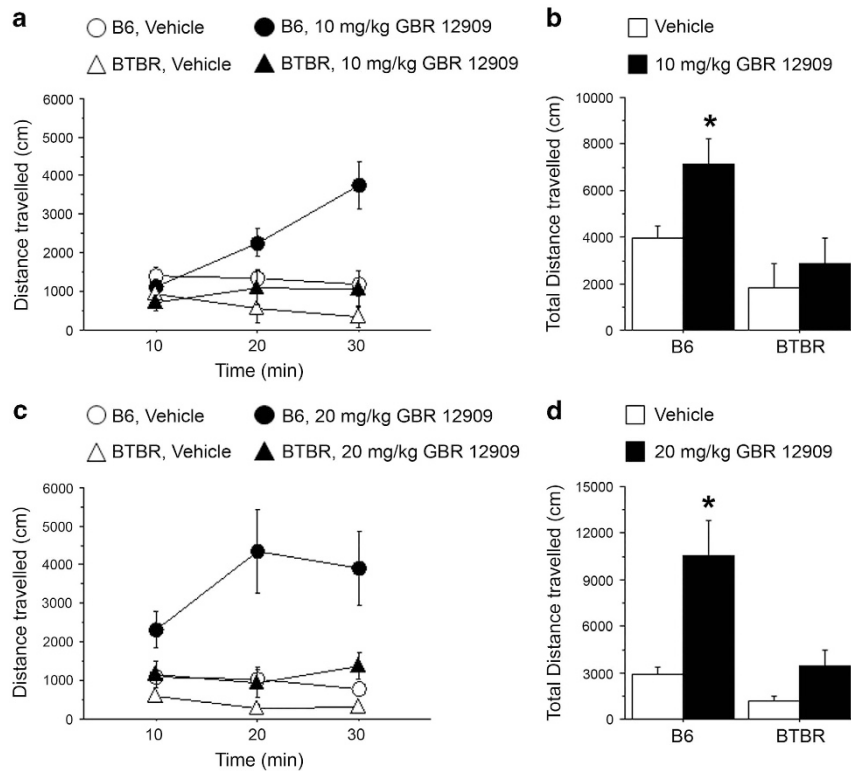 a
B6, Vehicle B6, 10 mg/kg GBR 12909
BTBR, Vehicle BTBR, 10 mg/kg GBR 12909
Distance travelled (cm)
6000
5000
4000
3000
2000
1000
0
10 20 30
Time (min)
b
Vehicle
10 mg/kg GBR 12909
Total Distance travelled (cm)
10000
8000
6000
4000
2000
0
*
B6 BTBR
c
B6, Vehicle B6, 20 mg/kg GBR 12909
BTBR, Vehicle BTBR, 20 mg/kg GBR 12909
Distance travelled (cm)
6000
5000
4000
3000
2000
1000
0
10 20 30
Time (min)
d
Vehicle
20 mg/kg GBR 12909
Total Distance travelled (cm)
15000
12000
9000
6000
3000
0
*
B6 BTBR